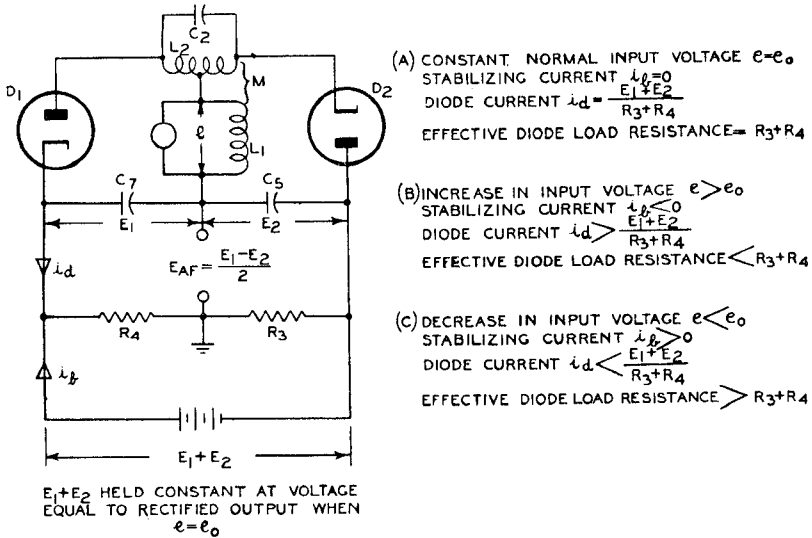 C2
L2
M
D1
D2
e
L1
C7
C5
E1
E2
id
EAF = E1−E2 / 2
R4
R3
ib
E1+E2
E1+E2 HELD CONSTANT AT VOLTAGE
EQUAL TO RECTIFIED OUTPUT WHEN
e=e0
(A) CONSTANT NORMAL INPUT VOLTAGE e=e0
STABILIZING CURRENT ib=0
DIODE CURRENT id= E1+E2 / R3+R4
EFFECTIVE DIODE LOAD RESISTANCE= R3+R4
(B) INCREASE IN INPUT VOLTAGE e>e0
STABILIZING CURRENT ib<0
DIODE CURRENT id> E1+E2 / R3+R4
EFFECTIVE DIODE LOAD RESISTANCE< R3+R4
(C) DECREASE IN INPUT VOLTAGE e<e0
STABILIZING CURRENT ib>0
DIODE CURRENT id< E1+E2 / R3+R4
EFFECTIVE DIODE LOAD RESISTANCE> R3+R4